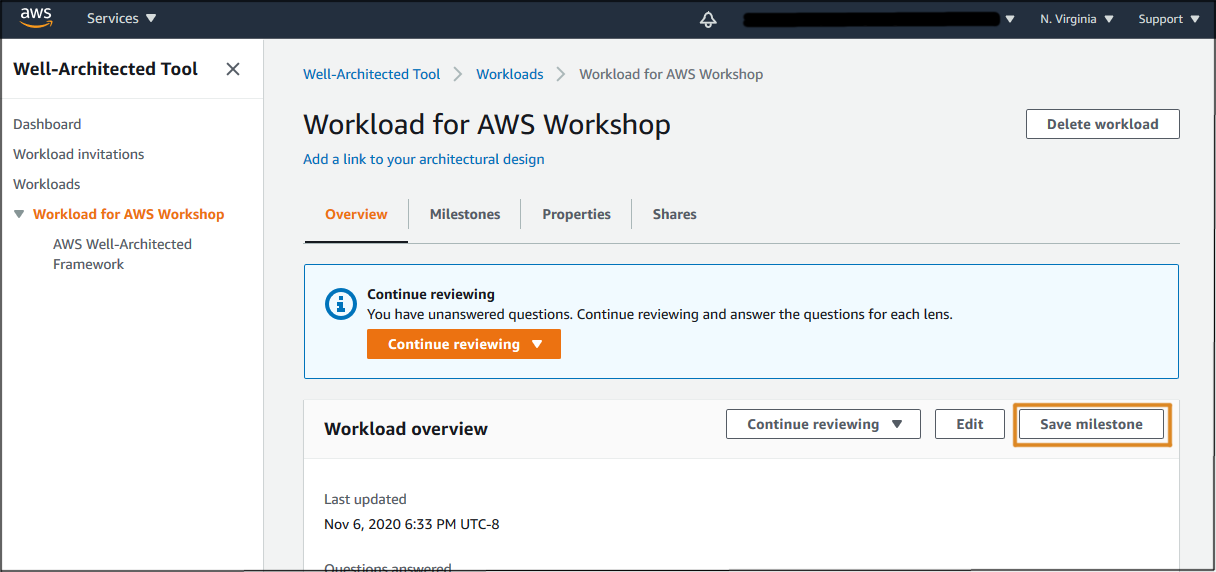 aws
Services
N. Virginia
Support
Well-Architected Tool
Dashboard
Workload invitations
Workloads
Workload for AWS Workshop
AWS Well-Architected
Framework
Well-Architected Tool
Workloads
Workload for AWS Workshop
Workload for AWS Workshop
Delete workload
Add a link to your architectural design
Overview
Milestones
Properties
Shares
Continue reviewing
You have unanswered questions. Continue reviewing and answer the questions for each lens.
Continue reviewing
Workload overview
Continue reviewing
Edit
Save milestone
Last updated
Nov 6, 2020 6:33 PM UTC-8
Questions answered